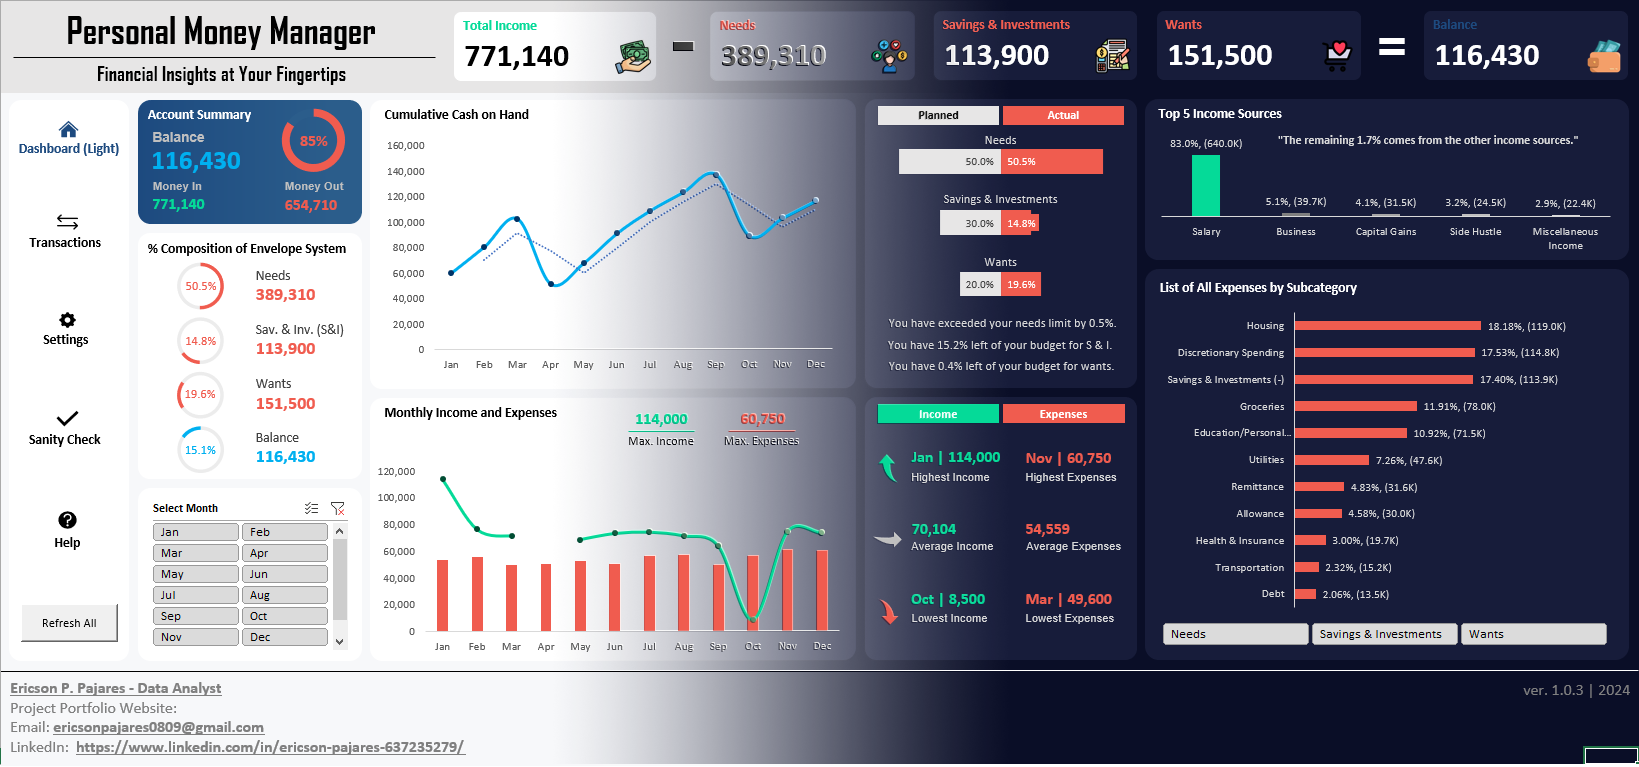 Personal Money Manager
Financial Insights at Your Fingertips
Total Income
771,140
Needs
389,310
Savings & Investments
113,900
Wants
151,500
Balance
116,430
Dashboard (Light)
Transactions
Settings
Sanity Check
Help
Refresh All
Account Summary
Balance
116,430
85%
Money In
Money Out
771,140
654,710
% Composition of Envelope System
50.5%
Needs
389,310
14.8%
Sav. & Inv. (S&I)
113,900
19.6%
Wants
151,500
15.1%
Balance
116,430
Select Month
Jan Feb
Mar Apr
May Jun
Jul Aug
Sep Oct
Nov Dec
Cumulative Cash on Hand
160,000
140,000
120,000
100,000
80,000
60,000
40,000
20,000
0
Jan Feb Mar Apr May Jun Jul Aug Sep Oct Nov Dec
Monthly Income and Expenses
114,000
Max. Income
60,750
Max. Expenses
120,000
100,000
80,000
60,000
40,000
20,000
0
Jan Feb Mar Apr May Jun Jul Aug Sep Oct Nov Dec
Planned Actual
Needs
50.0% 50.5%
Savings & Investments
30.0% 14.8%
Wants
20.0% 19.6%
You have exceeded your needs limit by 0.5%.
You have 15.2% left of your budget for S & I.
You have 0.4% left of your budget for wants.
Income Expenses
Jan | 114,000
Highest Income
Nov | 60,750
Highest Expenses
70,104
Average Income
54,559
Average Expenses
Oct | 8,500
Lowest Income
Mar | 49,600
Lowest Expenses
Top 5 Income Sources
"The remaining 1.7% comes from the other income sources."
83.0%, (640.0K)
5.1%, (39.7K)
4.1%, (31.5K)
3.2%, (24.5K)
2.9%, (22.4K)
Salary
Business
Capital Gains
Side Hustle
Miscellaneous
Income
List of All Expenses by Subcategory
Housing 18.18%, (119.0K)
Discretionary Spending 17.53%, (114.8K)
Savings & Investments (-) 17.40%, (113.9K)
Groceries 11.91%, (78.0K)
Education/Personal... 10.92%, (71.5K)
Utilities 7.26%, (47.6K)
Remittance 4.83%, (31.6K)
Allowance 4.58%, (30.0K)
Health & Insurance 3.00%, (19.7K)
Transportation 2.32%, (15.2K)
Debt 2.06%, (13.5K)
Needs Savings & Investments Wants
Ericson P. Pajares - Data Analyst
Project Portfolio Website:
Email: ericsonpajares0809@gmail.com
LinkedIn: https://www.linkedin.com/in/ericson-pajares-637235279/
ver. 1.0.3 | 2024